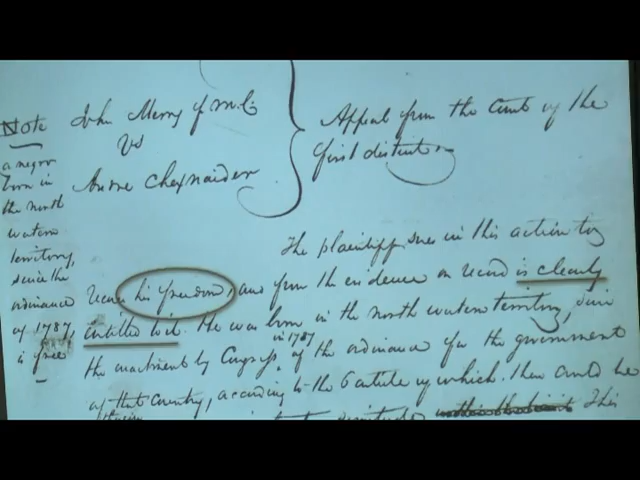 Note
a negro
born in
the north
western
territory,
since the
ordinance
of 1787,
is free
John Merry f.m.c.
vs
Andre Chexnaider
Appeal from the Court of the
first district
The plaintiff sues in this action to
recover his freedom, and from the evidence on record is clearly
entitled to it. He was born in the north western territory, since
the enactment by Congress in 1787 of the ordinance for the government
of that country, according to the 6 article of which. there could be
This